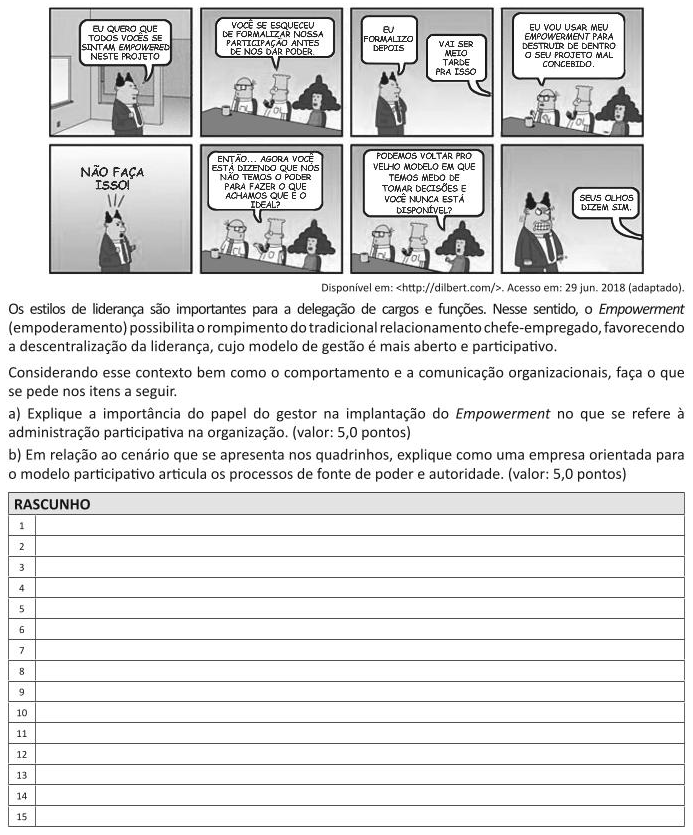 EU QUERO QUE
TODOS VOCÊS SE
SINTAM EMPOWERED
NESTE PROJETO
VOCÊ SE ESQUECEU
DE FORMALIZAR NOSSA
PARTICIPAÇÃO ANTES
DE NOS DAR PODER.
EU
FORMALIZO
DEPOIS
VAI SER
MEIO
TARDE
PRA ISSO
EU VOU USAR MEU
EMPOWERMENT PARA
DESTRUIR DE DENTRO
O SEU PROJETO MAL
CONCEBIDO.
NÃO FAÇA
ISSO!
ENTÃO... AGORA VOCÊ
ESTÁ DIZENDO QUE NÓS
NÃO TEMOS O PODER
PARA FAZER O QUE
ACHAMOS QUE É O
IDEAL?
PODEMOS VOLTAR PRO
VELHO MODELO EM QUE
TEMOS MEDO DE
TOMAR DECISÕES E
VOCÊ NUNCA ESTÁ
DISPONÍVEL?
SEUS OLHOS
DIZEM SIM.
Disponível em: <http://dilbert.com/>. Acesso em: 29 jun. 2018 (adaptado).
Os estilos de liderança são importantes para a delegação de cargos e funções. Nesse sentido, o Empowerment
(empoderamento) possibilita o rompimento do tradicional relacionamento chefe-empregado, favorecendo
a descentralização da liderança, cujo modelo de gestão é mais aberto e participativo.
Considerando esse contexto bem como o comportamento e a comunicação organizacionais, faça o que
se pede nos itens a seguir.
a) Explique a importância do papel do gestor na implantação do Empowerment no que se refere à
administração participativa na organização. (valor: 5,0 pontos)
b) Em relação ao cenário que se apresenta nos quadrinhos, explique como uma empresa orientada para
o modelo participativo articula os processos de fonte de poder e autoridade. (valor: 5,0 pontos)
RASCUNHO
1
2
3
4
5
6
7
8
9
10
11
12
13
14
15